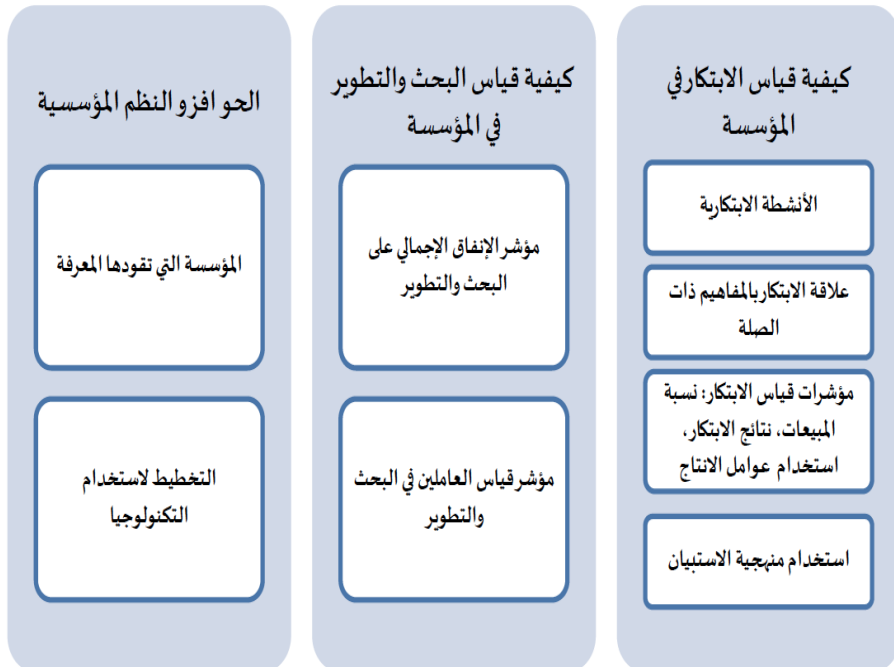 كيفية قياس الابتكار في
المؤسسة
الأنشطة الابتكارية
علاقة الابتكار بالمفاهيم ذات
الصلة
مؤشرات قياس الابتكار: نسبة
المبيعات، نتائج الابتكار،
استخدام عوامل الانتاج
استخدام منهجية الاستبيان
كيفية قياس البحث والتطوير
في المؤسسة
مؤشر الإنفاق الإجمالي على
البحث والتطوير
مؤشر قياس العاملين في البحث
والتطوير
الحوافز و النظم المؤسسية
المؤسسة التي تقودها المعرفة
التخطيط لاستخدام
التكنولوجيا